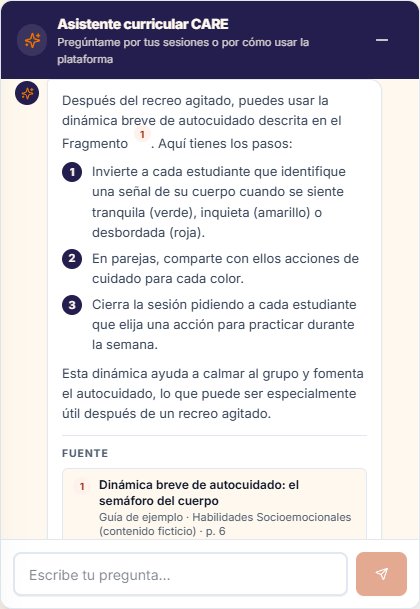 Asistente curricular CARE
Pregúntame por tus sesiones o por cómo usar la
plataforma
Después del recreo agitado, puedes usar la
dinámica breve de autocuidado descrita en el
Fragmento 1 . Aquí tienes los pasos:
1 Invierte a cada estudiante que identifique
una señal de su cuerpo cuando se siente
tranquila (verde), inquieta (amarillo) o
desbordada (roja).
2 En parejas, comparte con ellos acciones de
cuidado para cada color.
3 Cierra la sesión pidiendo a cada estudiante
que elija una acción para practicar durante
la semana.
Esta dinámica ayuda a calmar al grupo y fomenta
el autocuidado, lo que puede ser especialmente
útil después de un recreo agitado.
FUENTE
1 Dinámica breve de autocuidado: el
semáforo del cuerpo
Guía de ejemplo · Habilidades Socioemocionales
(contenido ficticio) · p. 6
Escribe tu pregunta...